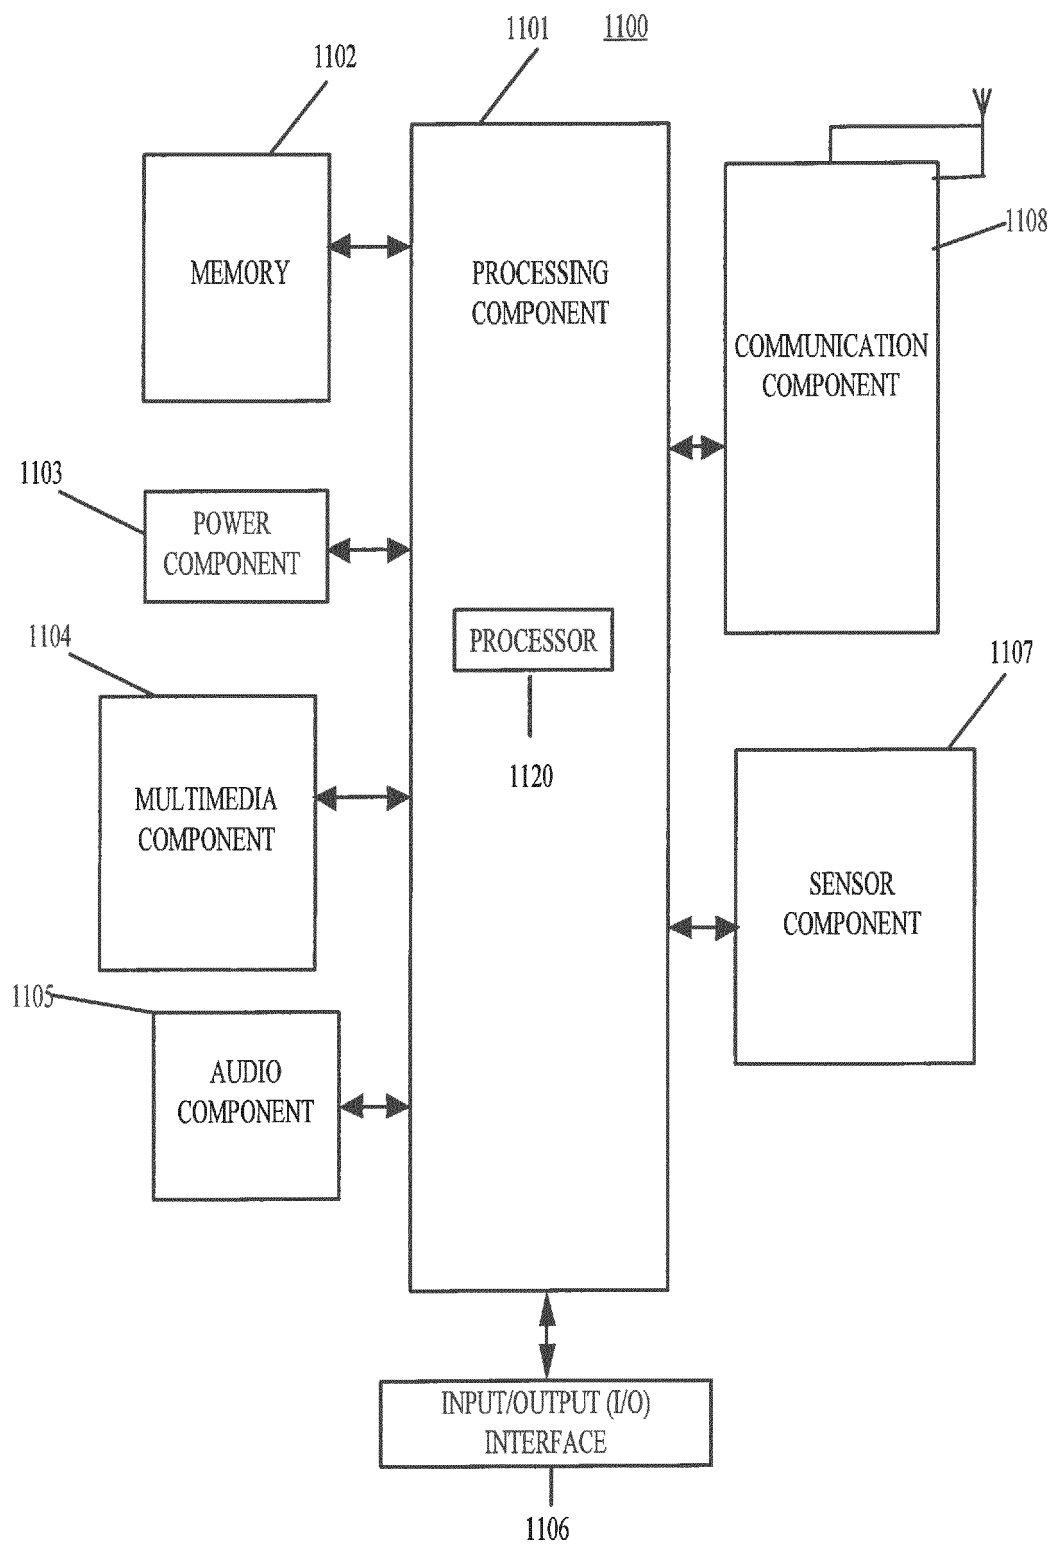 1101
1100
1102
MEMORY
PROCESSING
COMPONENT
1108
COMMUNICATION
COMPONENT
1103
POWER
COMPONENT
1104
PROCESSOR
1107
1120
MULTIMEDIA
COMPONENT
SENSOR
COMPONENT
1105
AUDIO
COMPONENT
INPUT/OUTPUT (I/O)
INTERFACE
1106